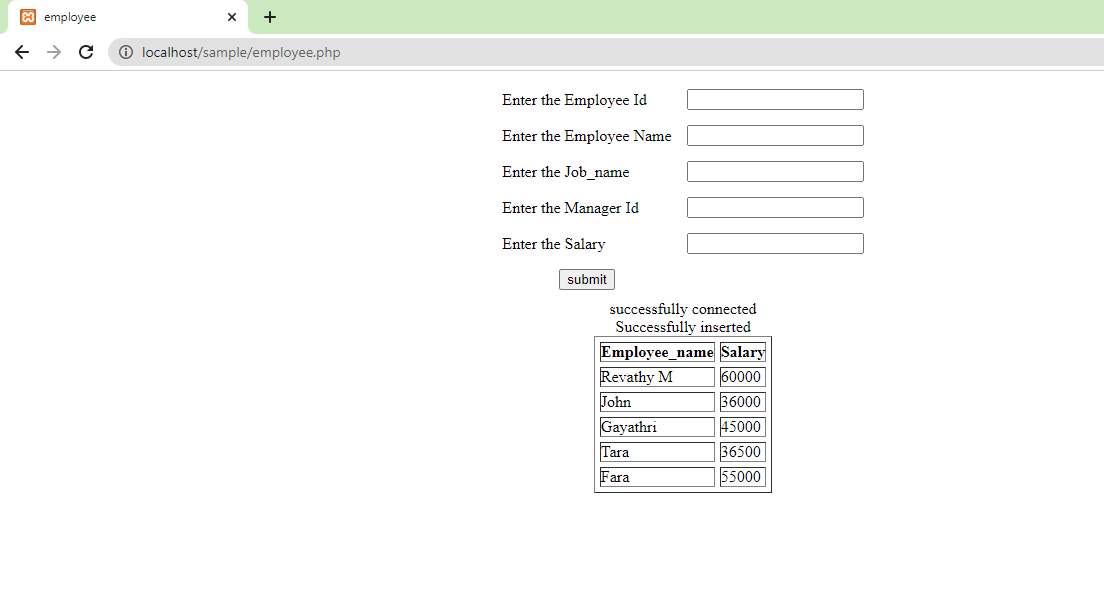 employee
localhost/sample/employee.php
Enter the Employee Id
Enter the Employee Name
Enter the Job_name
Enter the Manager Id
Enter the Salary
submit
successfully connected
Successfully inserted
Employee_name Salary
Revathy M 60000
John 36000
Gayathri 45000
Tara 36500
Fara 55000